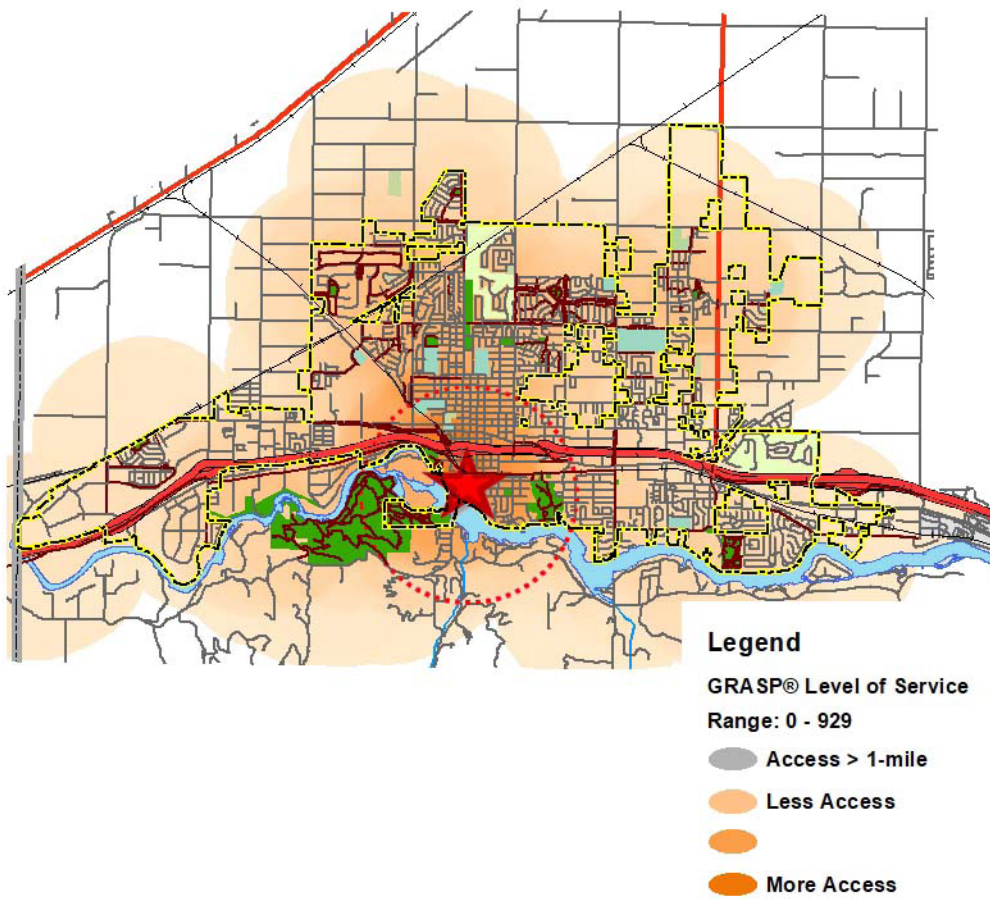 Legend
GRASP® Level of Service
Range: 0 - 929
Access > 1-mile
Less Access
More Access